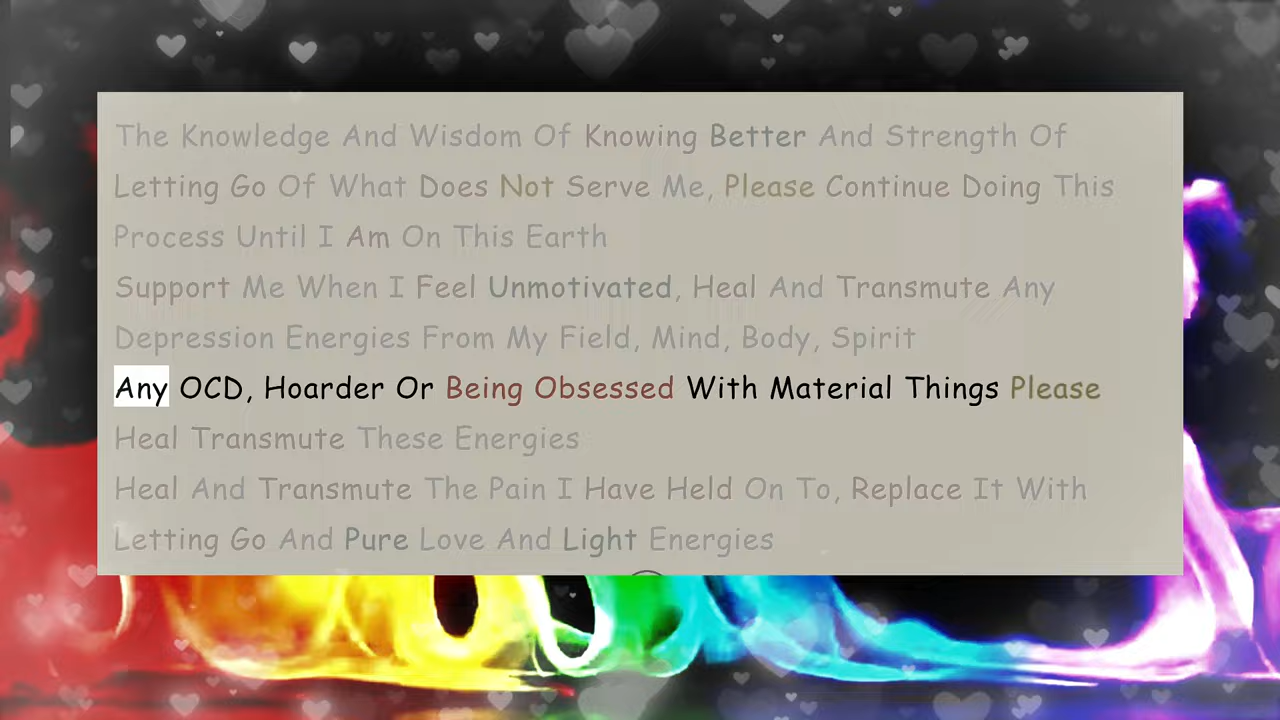 The Knowledge And Wisdom Of Knowing Better And Strength Of
Letting Go Of What Does Not Serve Me, Please Continue Doing This
Process Until I Am On This Earth
Support Me When I Feel Unmotivated, Heal And Transmute Any
Depression Energies From My Field, Mind, Body, Spirit
Any OCD, Hoarder Or Being Obsessed With Material Things Please
Heal Transmute These Energies
Heal And Transmute The Pain I Have Held On To, Replace It With
Letting Go And Pure Love And Light Energies